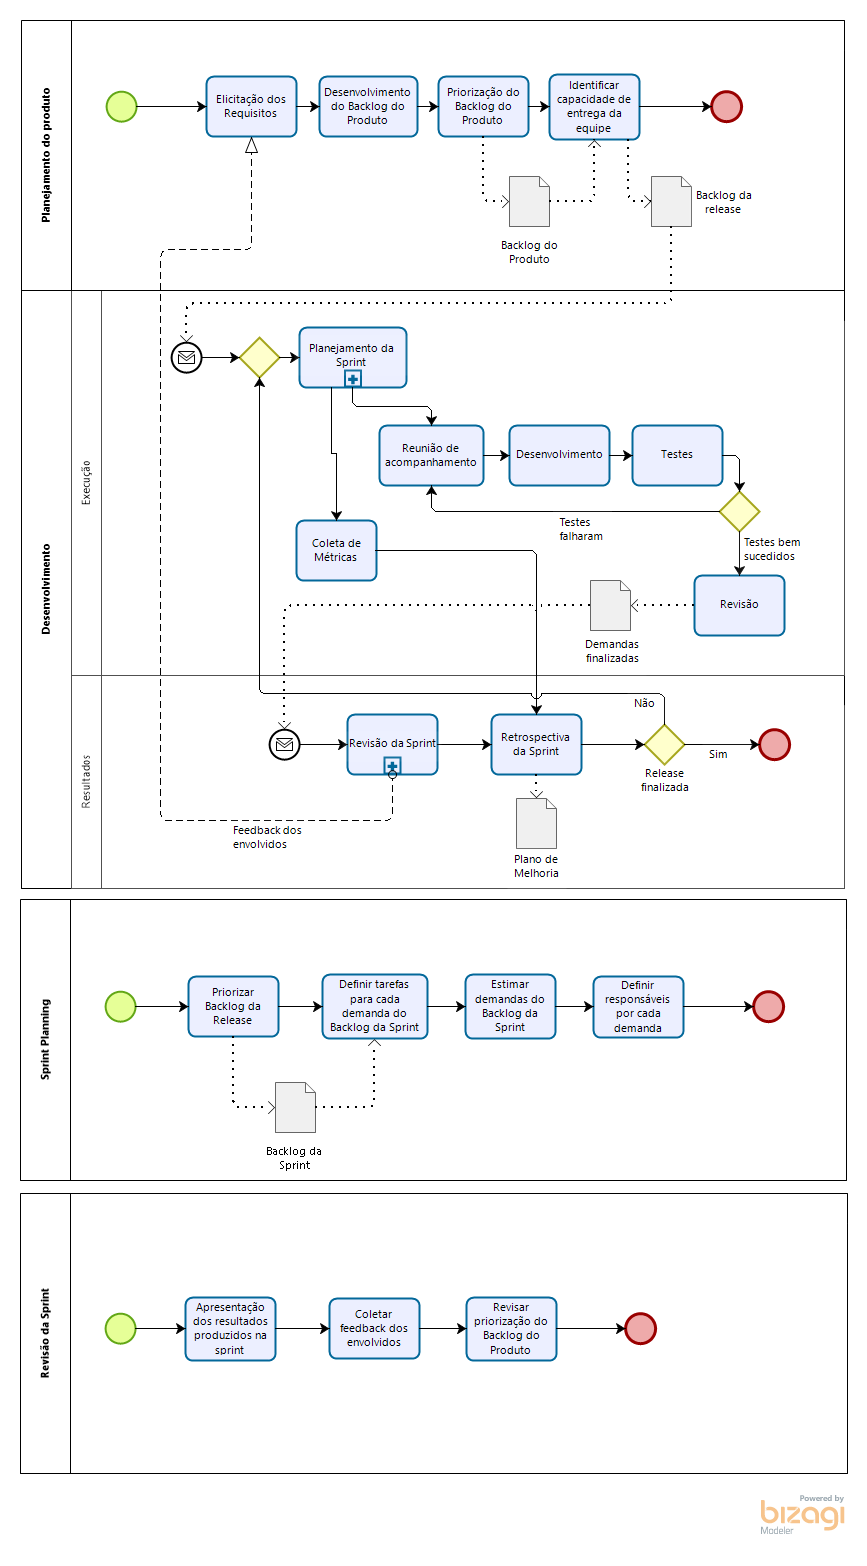 Planejamento do produto
Elicitação dos
Requisitos
Desenvolvimento
do Backlog do
Produto
Priorização do
Backlog do
Produto
Identificar
capacidade de
entrega da
equipe
Backlog do
Produto
Backlog da
release
Desenvolvimento
Execução
Planejamento da
Sprint
Reunião de
acompanhamento
Desenvolvimento
Testes
Testes
falharam
Testes bem
sucedidos
Coleta de
Métricas
Revisão
Demandas
finalizadas
Resultados
Revisão da Sprint
Retrospectiva
da Sprint
Não
Sim
Release
finalizada
Feedback dos
envolvidos
Plano de
Melhoria
Sprint Planning
Priorizar
Backlog da
Release
Definir tarefas
para cada
demanda do
Backlog da Sprint
Estimar
demandas do
Backlog da
Sprint
Definir
responsáveis
por cada
demanda
Backlog da
Sprint
Revisão da Sprint
Apresentação
dos resultados
produzidos na
sprint
Coletar
feedback dos
envolvidos
Revisar
priorização do
Backlog do
Produto
Powered by
bizagi
Modeler